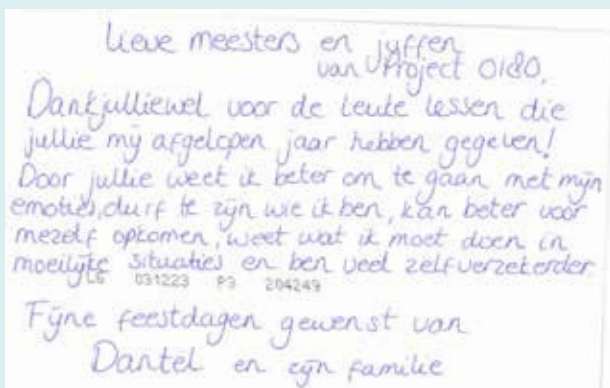 Lieve meesters en juffen
van Project 0180,
Dankjulliewel voor de leuke lessen die
jullie mij afgelopen jaar hebben gegeven!
Door jullie weet ik beter om te gaan met mijn
emoties, durf te zijn wie ik ben, kan beter voor
mezelf opkomen, weet wat ik moet doen in
moeilijke situaties en ben veel zelfverzekerder
L6 031223 P3 204249
Fijne feestdagen gewenst van
Daniel en zijn familie